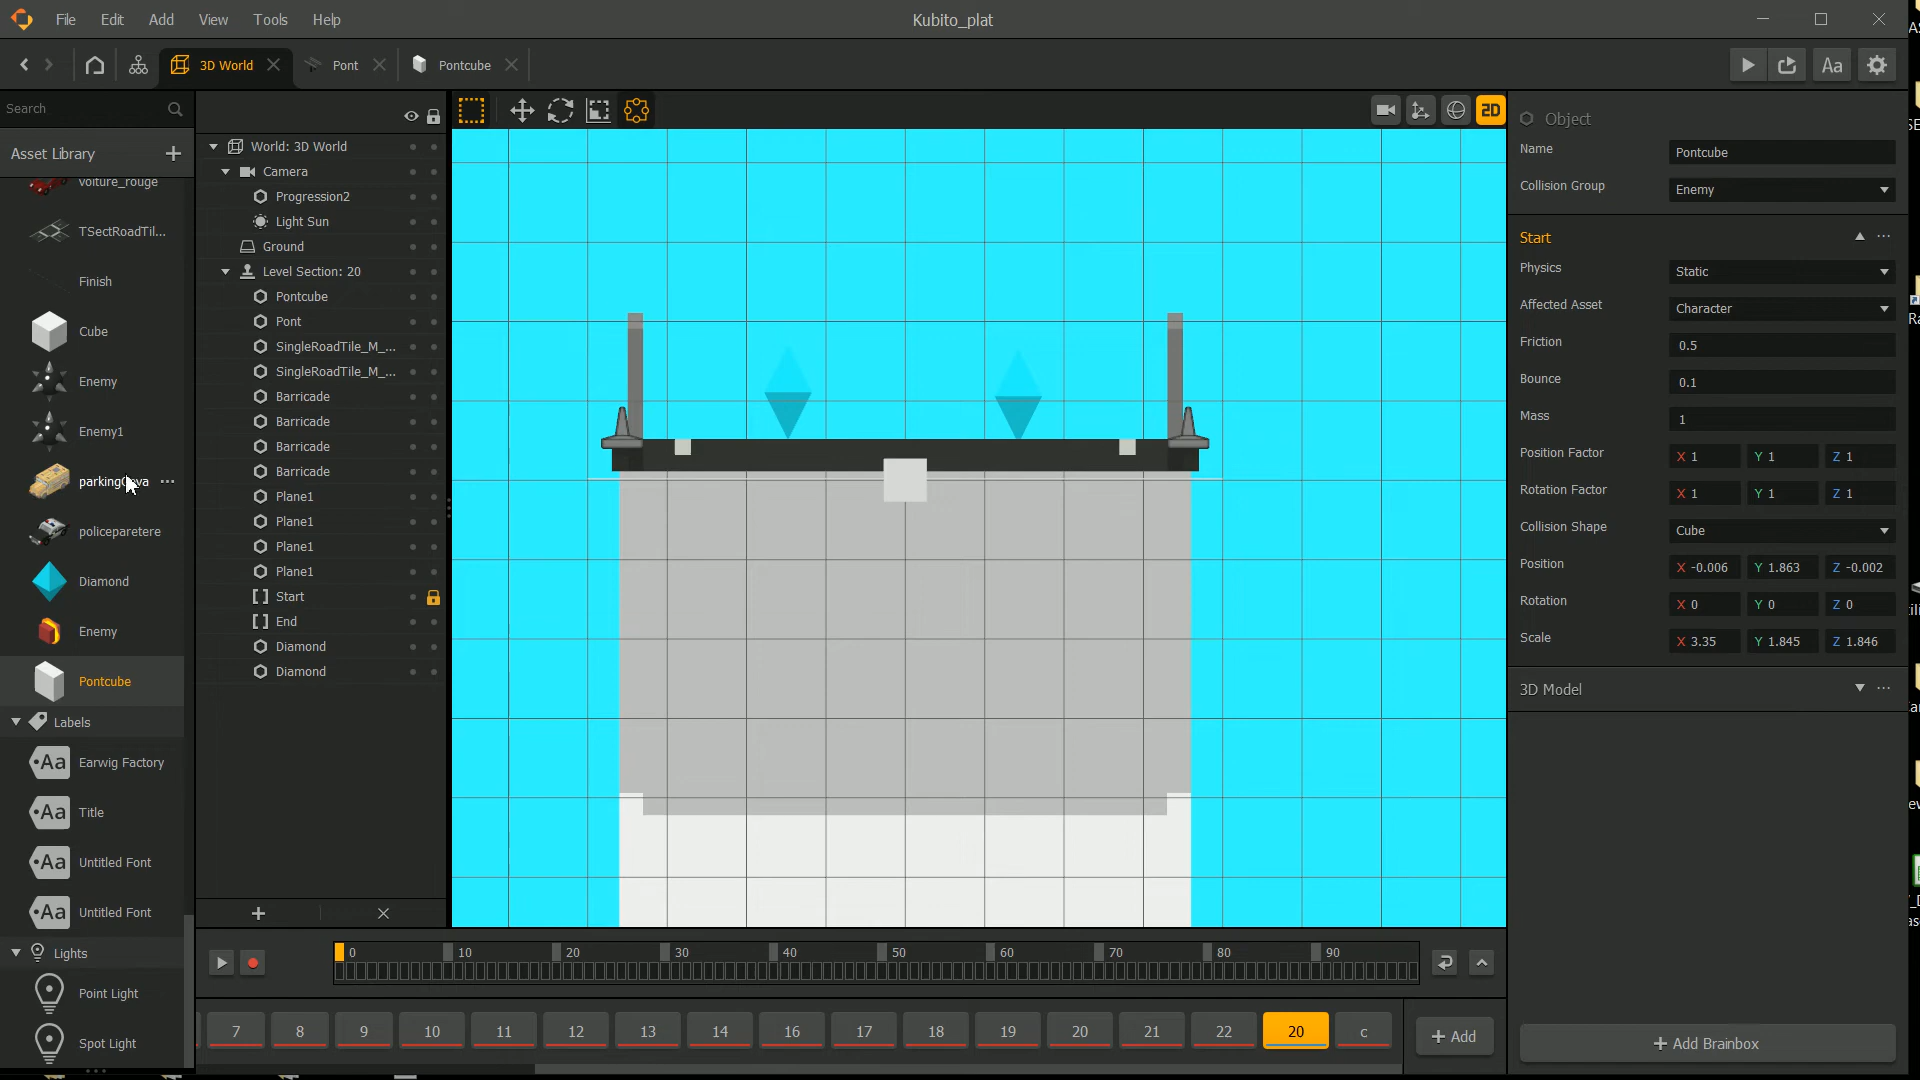 File Edit Add View Tools Help
Kubito_plat
3D World
Pont
Pontcube
Aa
Search
Asset Library
voiture_rouge
TSectRoadTil...
Finish
Cube
Enemy
Enemy1
policeparetere
Diamond
Enemy
Pontcube
Labels
Aa Earwig Factory
Aa Title
Aa Untitled Font
Aa Untitled Font
Lights
Point Light
Spot Light
World: 3D World
Camera
Progression2
Light Sun
Ground
Level Section: 20
Pontcube
Pont
SingleRoadTile_M_...
SingleRoadTile_M_...
Barricade
Barricade
Barricade
Barricade
Plane1
Plane1
Plane1
Plane1
Start
End
Diamond
Diamond
2D
0 10 20 30 40 50 60 70 80 90
7 8 9 10 11 12 13 14 16 17 18 19 20 21 22 20 c
Add
Object
Name Pontcube
Collision Group Enemy
Start
Physics Static
Affected Asset Character
Friction 0.5
Bounce 0.1
Mass 1
Position Factor X 1 Y 1 Z 1
Rotation Factor X 1 Y 1 Z 1
Collision Shape Cube
Position X -0.006 Y 1.863 Z -0.002
Rotation X 0 Y 0 Z 0
Scale X 3.35 Y 1.845 Z 1.846
3D Model
Add Brainbox